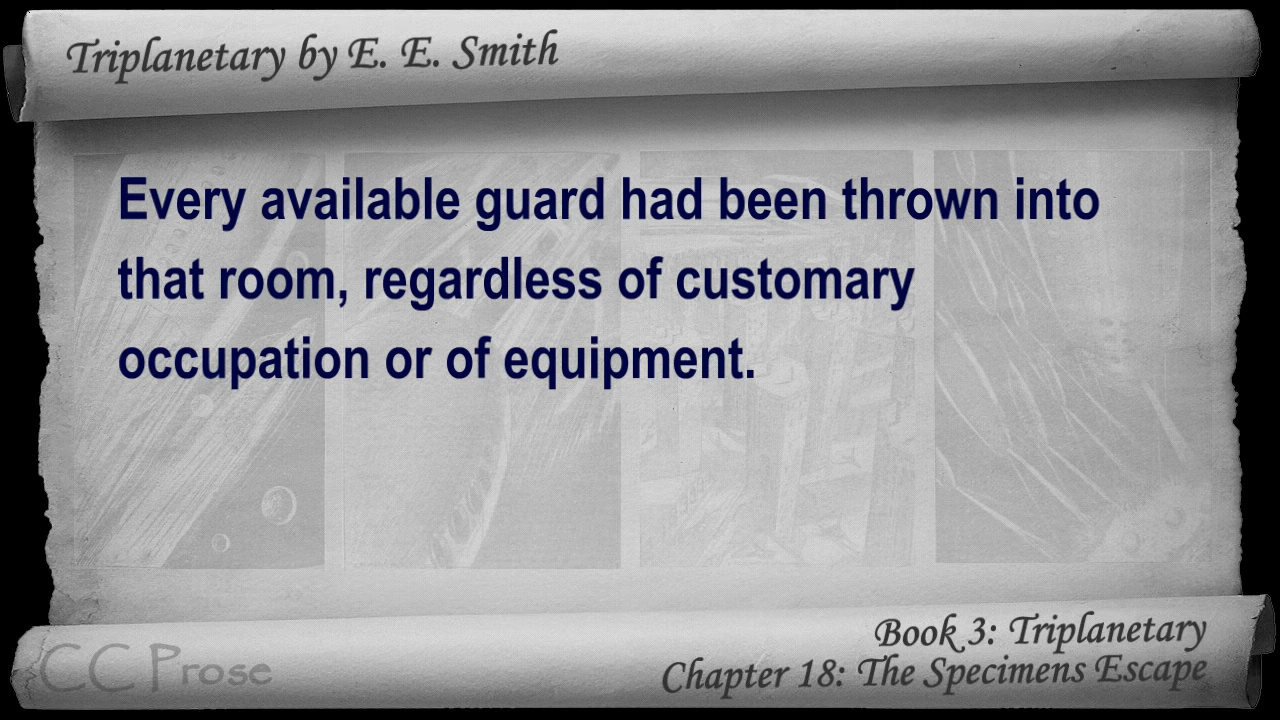 Triplanetary by E. E. Smith
Every available guard had been thrown into
that room, regardless of customary
occupation or of equipment.
Book 3: Triplanetary
Chapter 18: The Specimens Escape
CC Prose